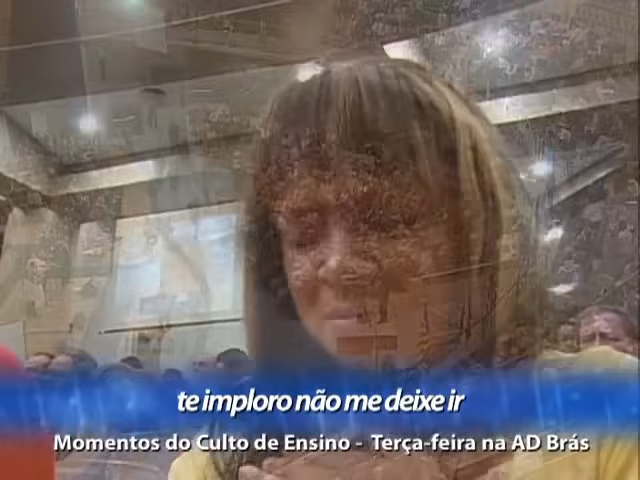 te imploro não me deixe ir
Momentos do Culto de Ensino - Terça-feira na AD Brás